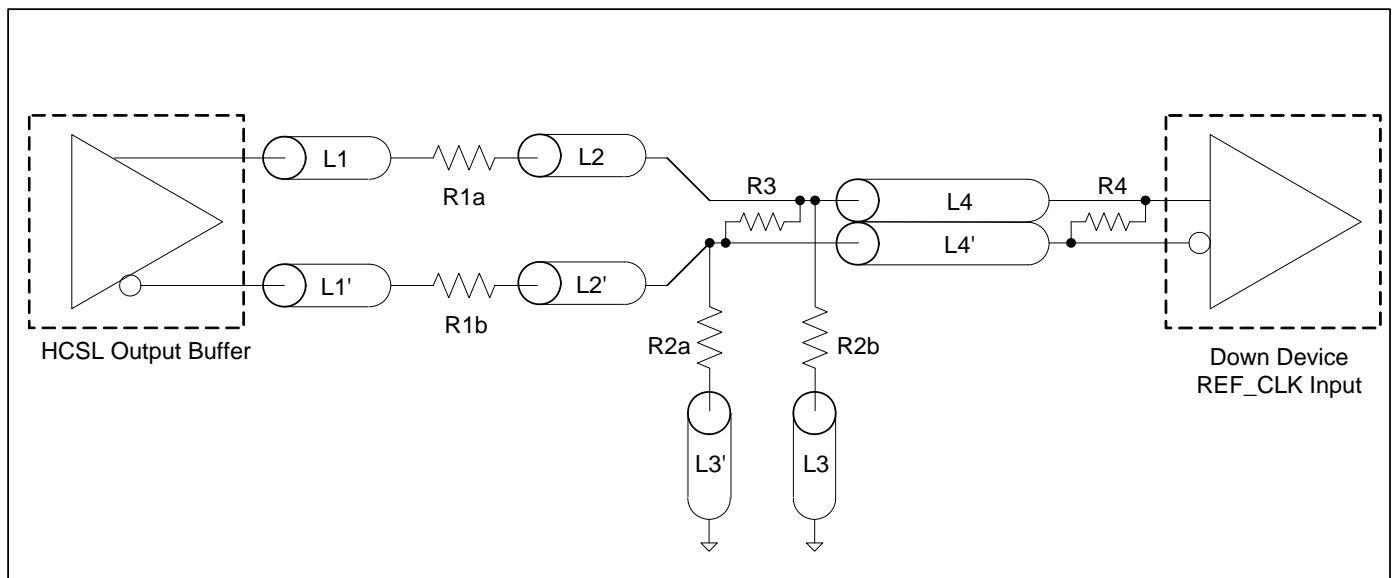 L1
L2
R1a
R3
L4
R4
L4'
L1'
L2'
R1b
HCSL Output Buffer
R2a
R2b
Down Device
REF_CLK Input
L3'
L3